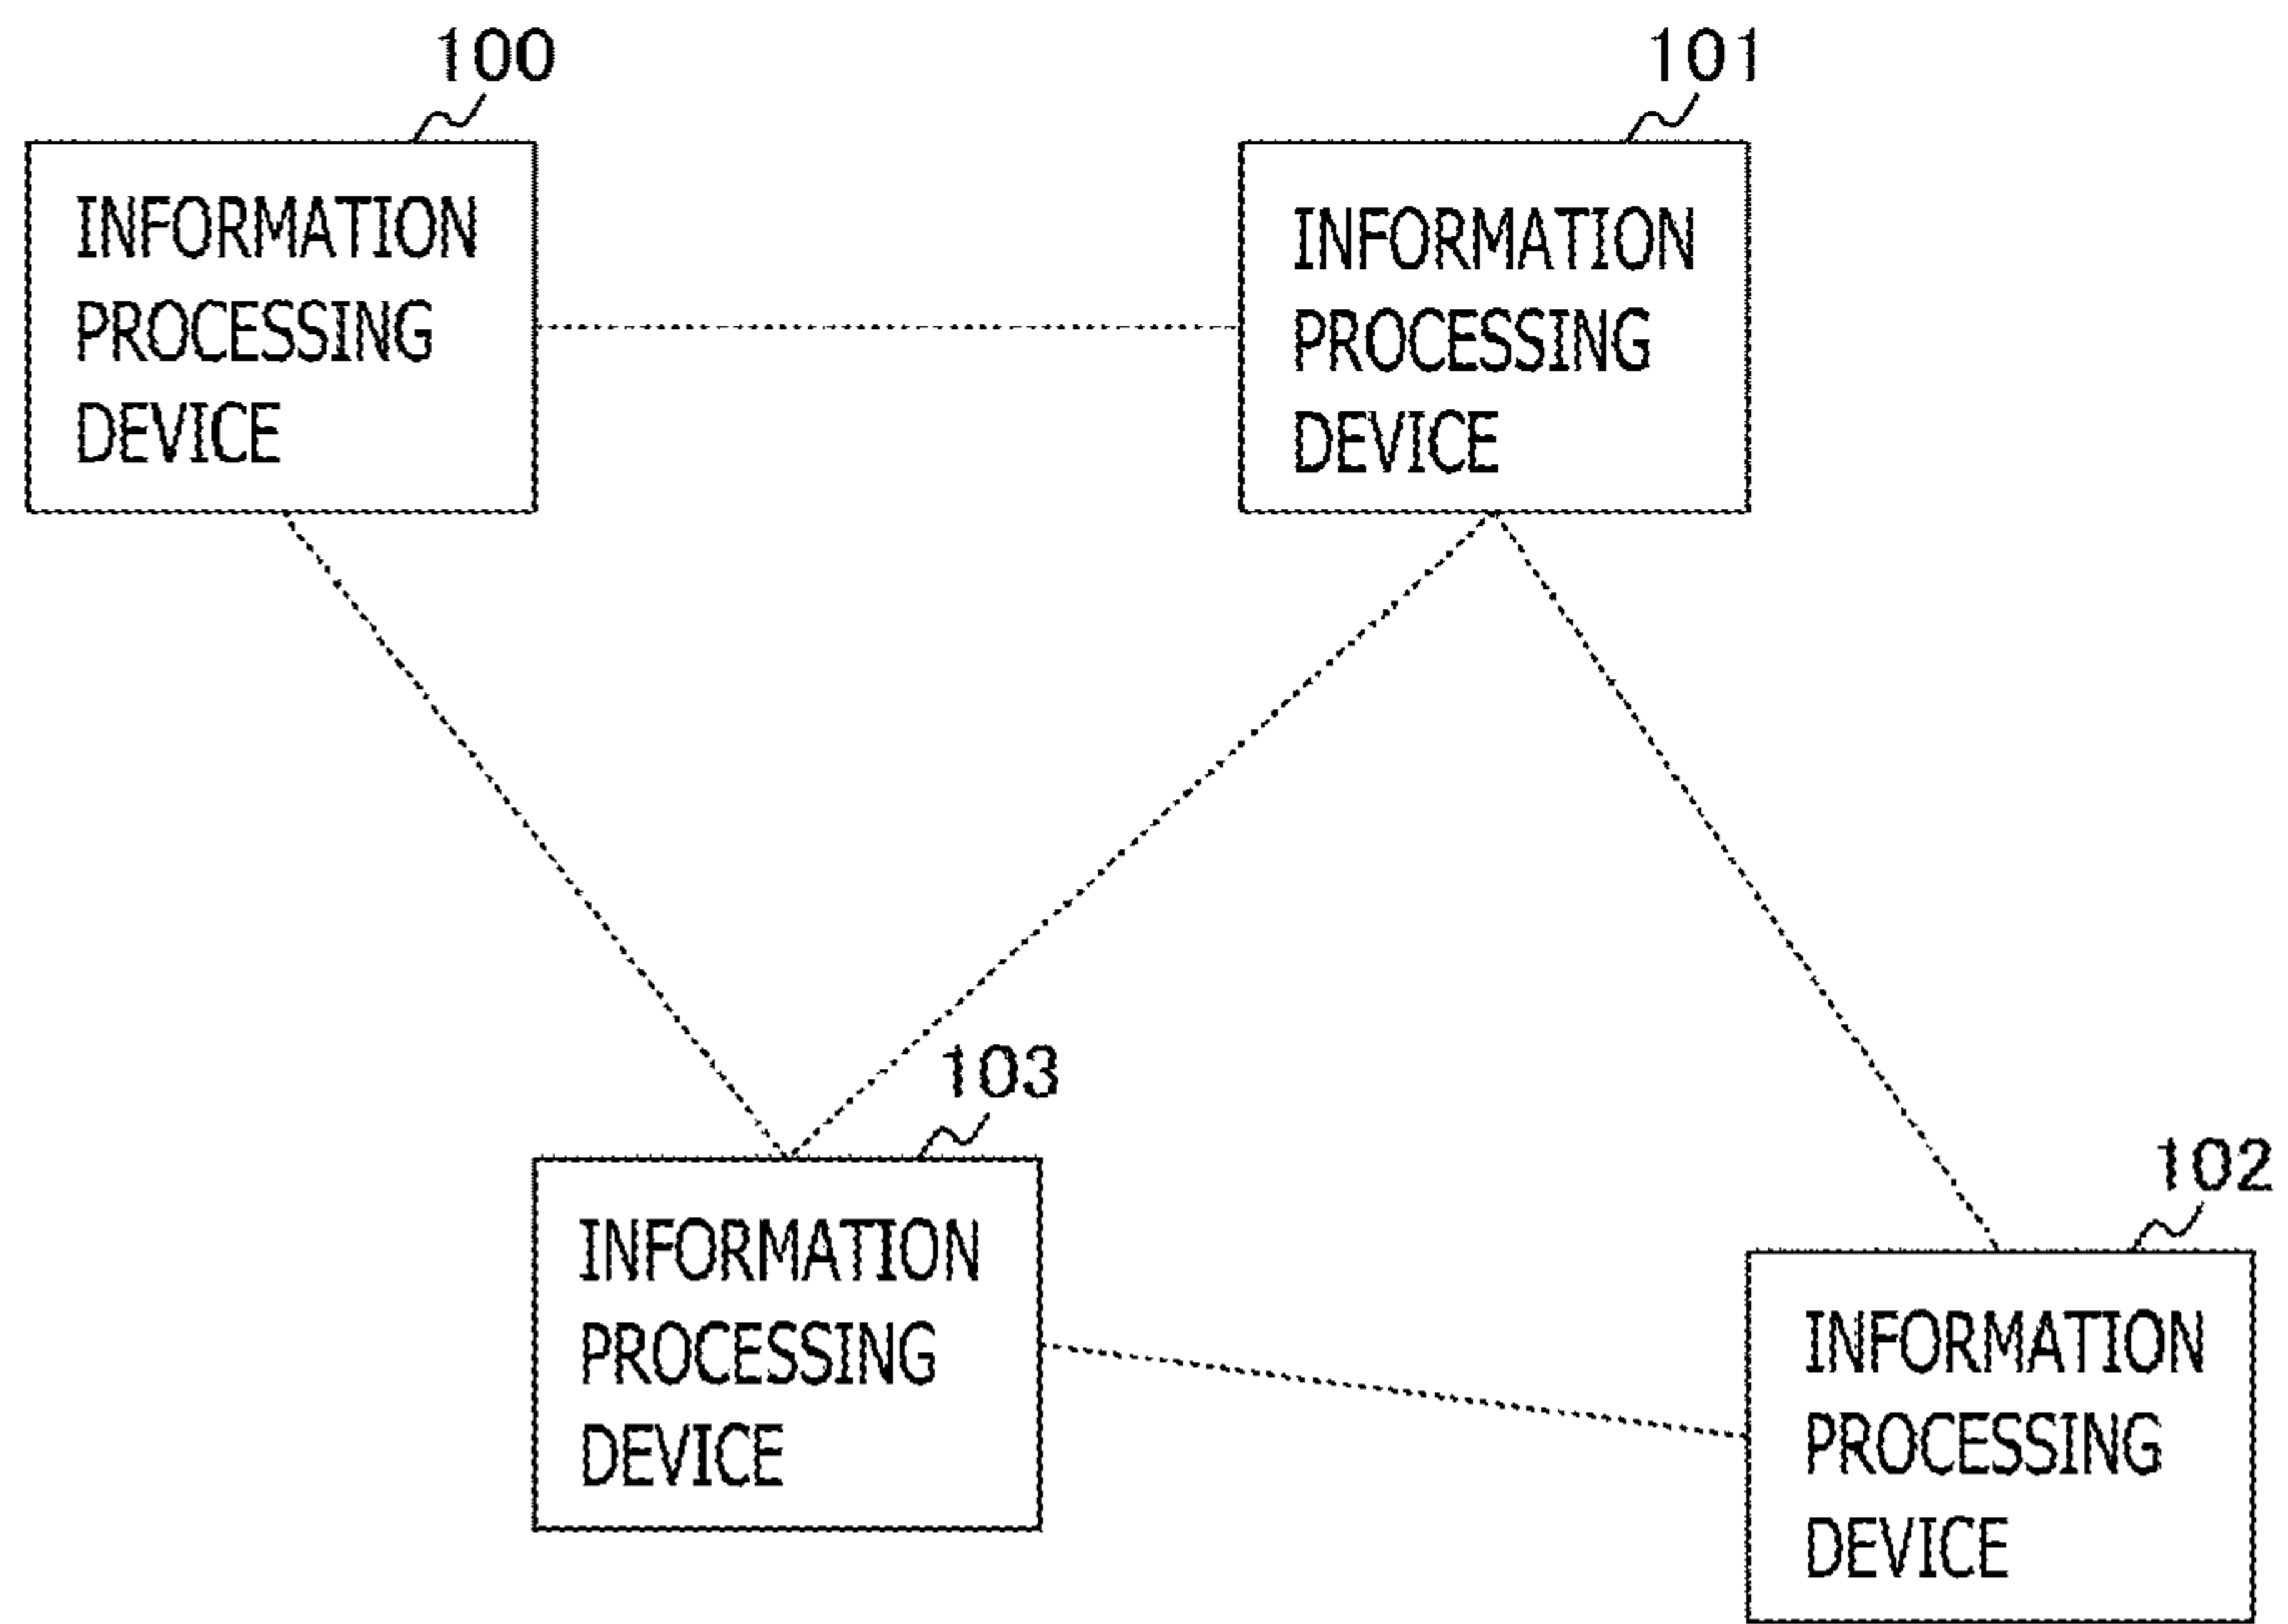 100
INFORMATION
PROCESSING
DEVICE
101
INFORMATION
PROCESSING
DEVICE
103
INFORMATION
PROCESSING
DEVICE
102
INFORMATION
PROCESSING
DEVICE